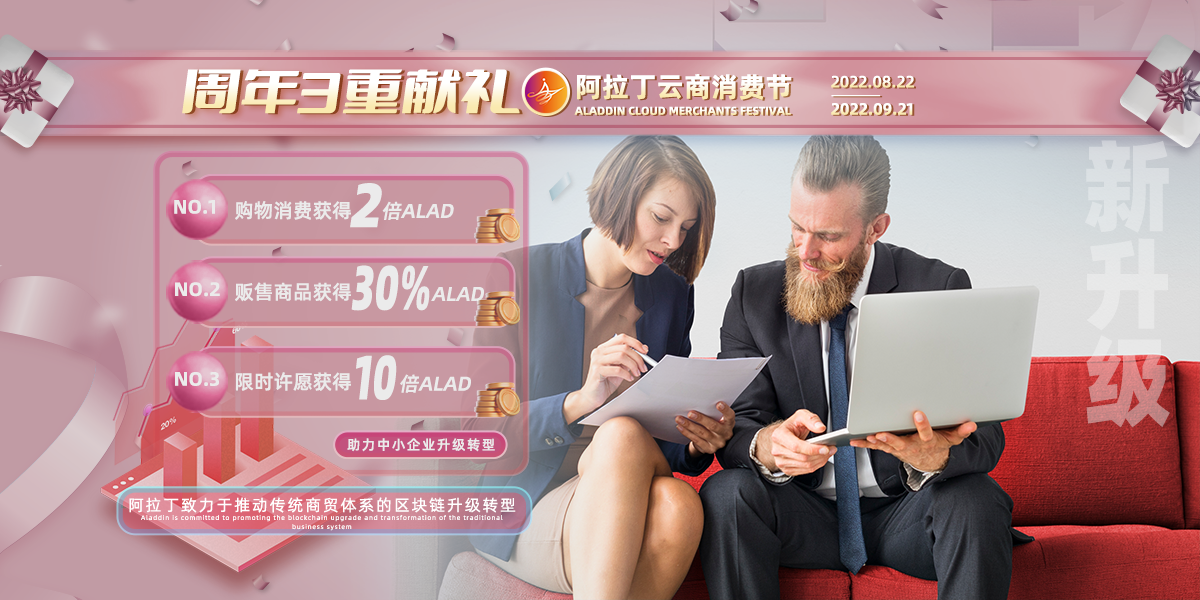 周年3重献礼
阿拉丁云商消费节
ALADDIN CLOUD MERCHANTS FESTIVAL
2022.08.22
2022.09.21
新升级
NO.1 购物消费获得2倍ALAD
NO.2 贩售商品获得30%ALAD
NO.3 限时许愿获得10倍ALAD
20%
助力中小企业升级转型
阿拉丁致力于推动传统商贸体系的区块链升级转型
Aladdin is committed to promoting the blockchain upgrade and transformation of the traditional
business system